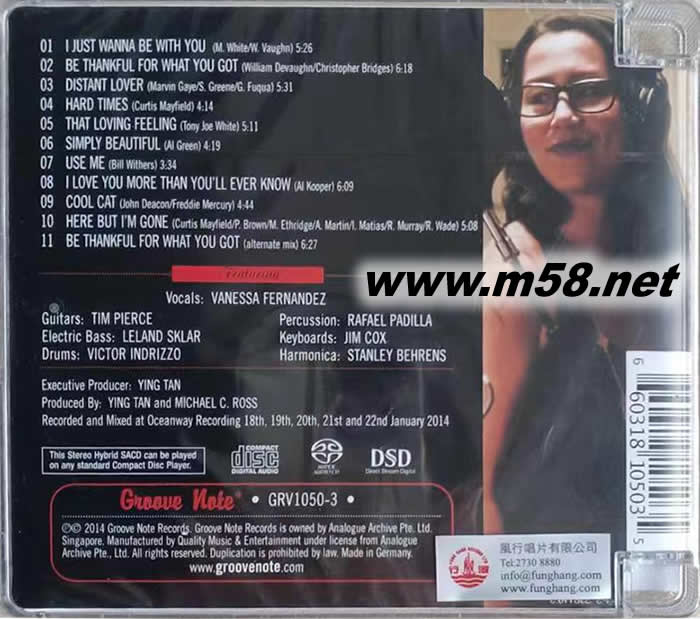 01 I JUST WANNA BE WITH YOU (M. White/W. Vaughn) 5:26
02 BE THANKFUL FOR WHAT YOU GOT (William Devaughn/Christopher Bridges) 6:18
03 DISTANT LOVER (Marvin Gaye/S. Greene/G. Fuqua) 5:31
04 HARD TIMES (Curtis Mayfield) 4:14
05 THAT LOVING FEELING (Tony Joe White) 5:11
06 SIMPLY BEAUTIFUL (Al Green) 4:19
07 USE ME (Bill Withers) 3:34
08 I LOVE YOU MORE THAN YOU'LL EVER KNOW (Al Kooper) 6:09
09 COOL CAT (John Deacon/Freddie Mercury) 4:44
10 HERE BUT I'M GONE (Curtis Mayfield/P. Brown/M. Ethridge/A. Martin/I. Matias/R. Murray/R. Wade) 5:08
11 BE THANKFUL FOR WHAT YOU GOT (alternate mix) 6:27
Featuring
www.m58.net
Vocals: VANESSA FERNANDEZ
Guitars: TIM PIERCE
Electric Bass: LELAND SKLAR
Drums: VICTOR INDRIZZO
Percussion: RAFAEL PADILLA
Keyboards: JIM COX
Harmonica: STANLEY BEHRENS
Executive Producer: YING TAN
Produced By: YING TAN and MICHAEL C. ROSS
Recorded and Mixed at Oceanway Recording 18th, 19th, 20th, 21st and 22nd January 2014
This Stereo Hybrid SACD can be played
on any standard Compact Disc Player.
COMPACT
disc
DIGITAL AUDIO
SUPER AUDIO CD
DSD
Direct Stream Digital
Groove Note® • GRV1050-3 •
℗© 2014 Groove Note Records. Groove Note Records is owned by Analogue Archive Pte. Ltd.
Singapore. Manufactured by Quality Music & Entertainment under license from Analogue
Archive Pte., Ltd. All rights reserved. Duplication is prohibited by law. Made in Germany.
www.groovenote.com
6 60318 10503 5
風行唱片有限公司
Tel:2730 8880
info@funghang.com
www.funghang.com